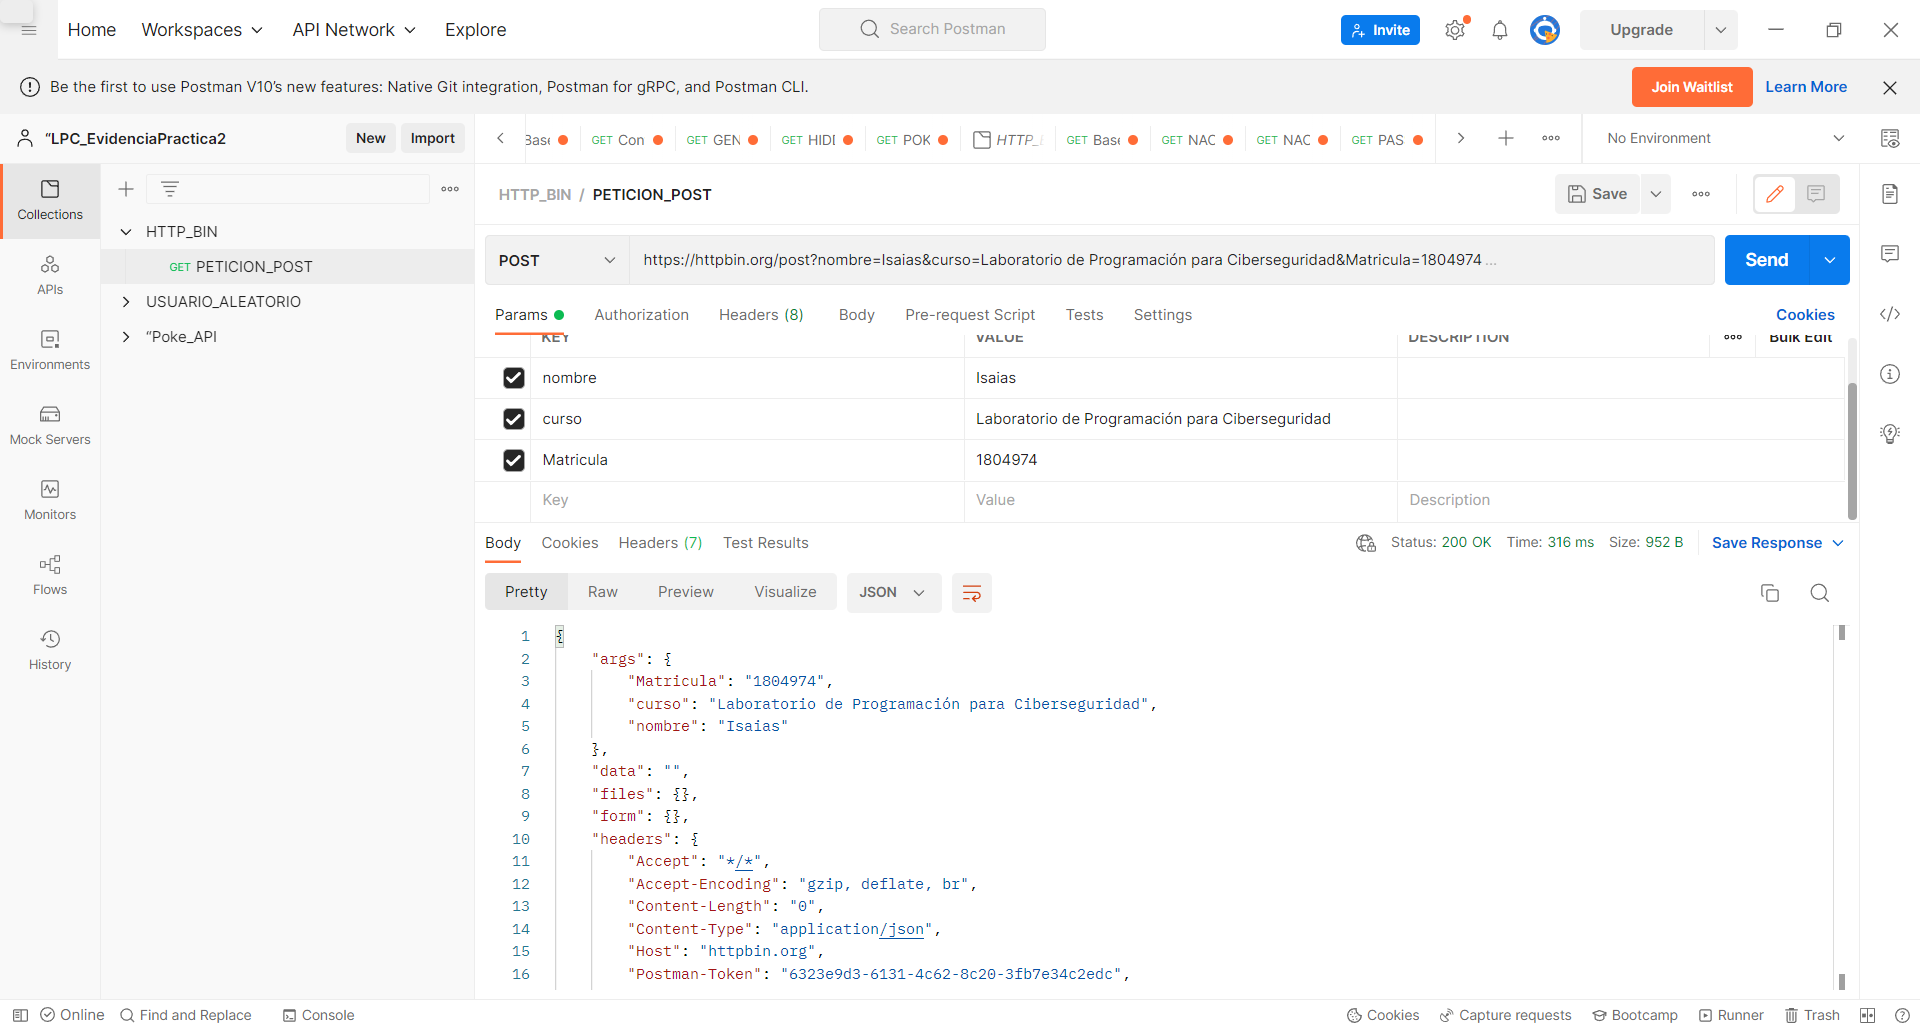 Home Workspaces API Network Explore Search Postman Invite Upgrade
Be the first to use Postman V10's new features: Native Git integration, Postman for gRPC, and Postman CLI. Join Waitlist Learn More
“LPC_EvidenciaPractica2 New Import
Base GET Con GET GEN GET HIDI GET POK HTTP_ GET Base GET NAC GET NAC GET PAS No Environment
Collections
APIs
Environments
Mock Servers
Monitors
Flows
History
HTTP_BIN
GET PETICION_POST
USUARIO_ALEATORIO
“Poke_API
HTTP_BIN / PETICION_POST Save
POST https://httpbin.org/post?nombre=Isaias&curso=Laboratorio de Programación para Ciberseguridad&Matricula=1804974 ... Send
Params Authorization Headers (8) Body Pre-request Script Tests Settings Cookies
KEY VALUE DESCRIPTION Bulk Edit
nombre Isaias
curso Laboratorio de Programación para Ciberseguridad
Matricula 1804974
Key Value Description
Body Cookies Headers (7) Test Results Status: 200 OK Time: 316 ms Size: 952 B Save Response
Pretty Raw Preview Visualize JSON
1 {
2 "args": {
3 "Matricula": "1804974",
4 "curso": "Laboratorio de Programación para Ciberseguridad",
5 "nombre": "Isaias"
6 },
7 "data": "",
8 "files": {},
9 "form": {},
10 "headers": {
11 "Accept": "*/*",
12 "Accept-Encoding": "gzip, deflate, br",
13 "Content-Length": "0",
14 "Content-Type": "application/json",
15 "Host": "httpbin.org",
16 "Postman-Token": "6323e9d3-6131-4c62-8c20-3fb7e34c2edc",
Online Find and Replace Console Cookies Capture requests Bootcamp Runner Trash